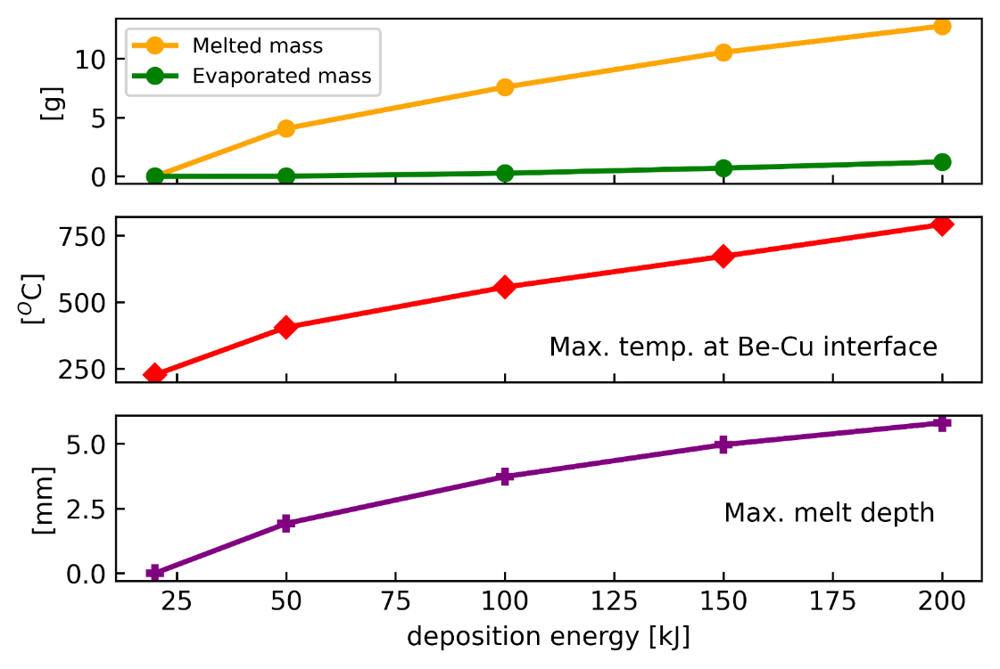 Melted mass
Evaporated mass
[g]
10
5
0
[°C]
750
500
250
Max. temp. at Be-Cu interface
[mm]
5.0
2.5
0.0
Max. melt depth
25 50 75 100 125 150 175 200
deposition energy [kJ]